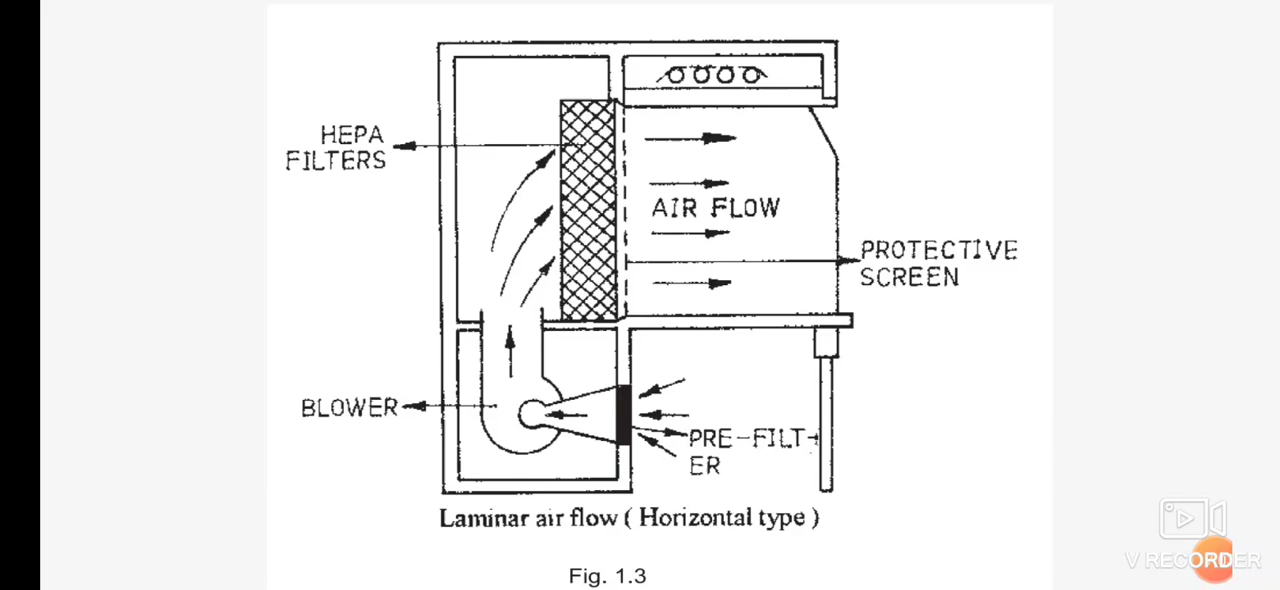 HEPA
FILTERS
AIR FLOW
PROTECTIVE
SCREEN
BLOWER
PRE-FILT-
ER
Laminar air flow ( Horizontal type )
Fig. 1.3
V RECORDER